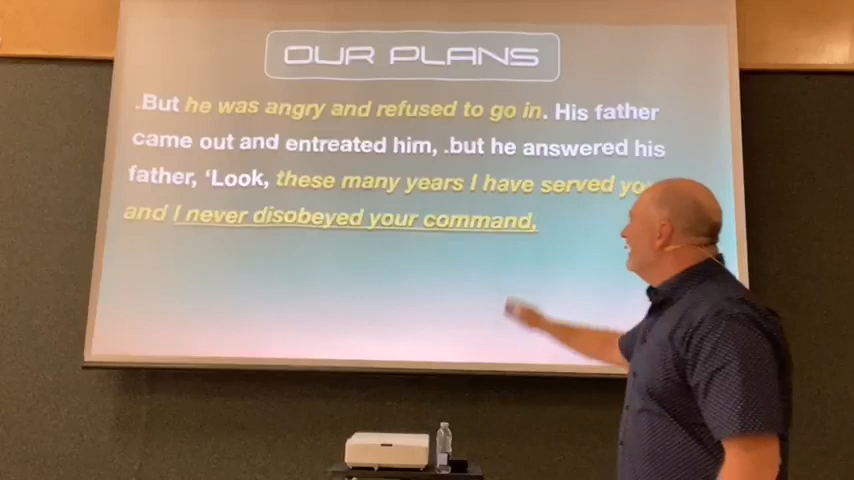 OUR PLANS
.But he was angry and refused to go in. His father
came out and entreated him, .but he answered his
father, ‘Look, these many years I have served
and I never disobeyed your command,